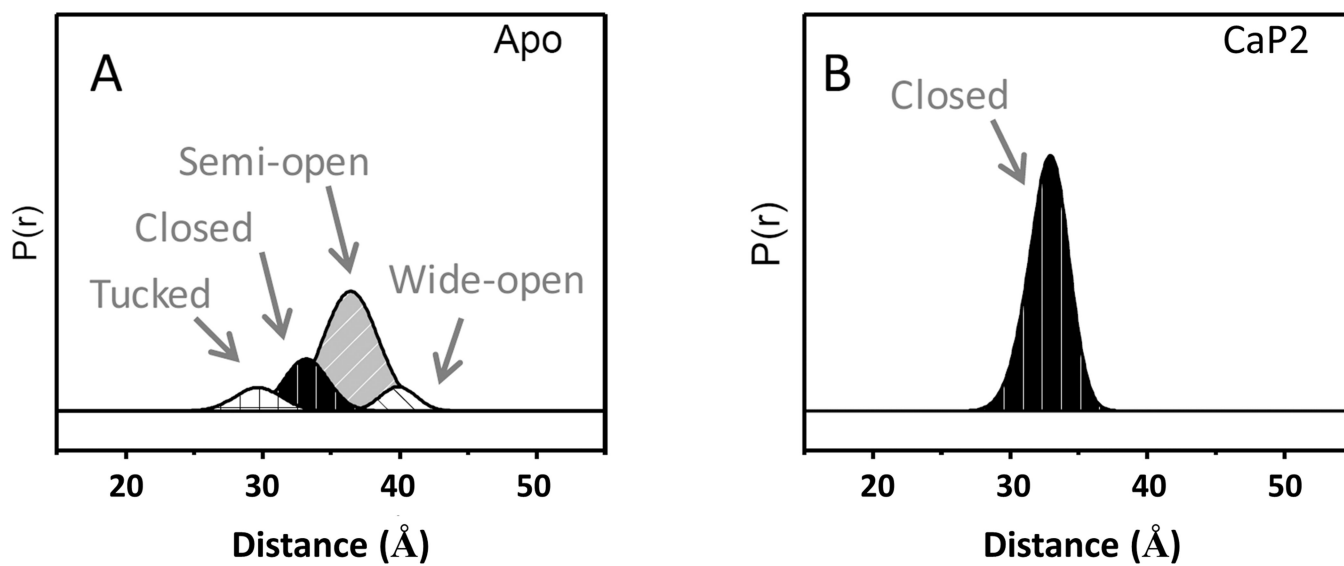 A
Apo
Semi-open
Closed
Tucked
Wide-open
P(r)
20 30 40 50
Distance (Å)
B
CaP2
Closed
P(r)
20 30 40 50
Distance (Å)